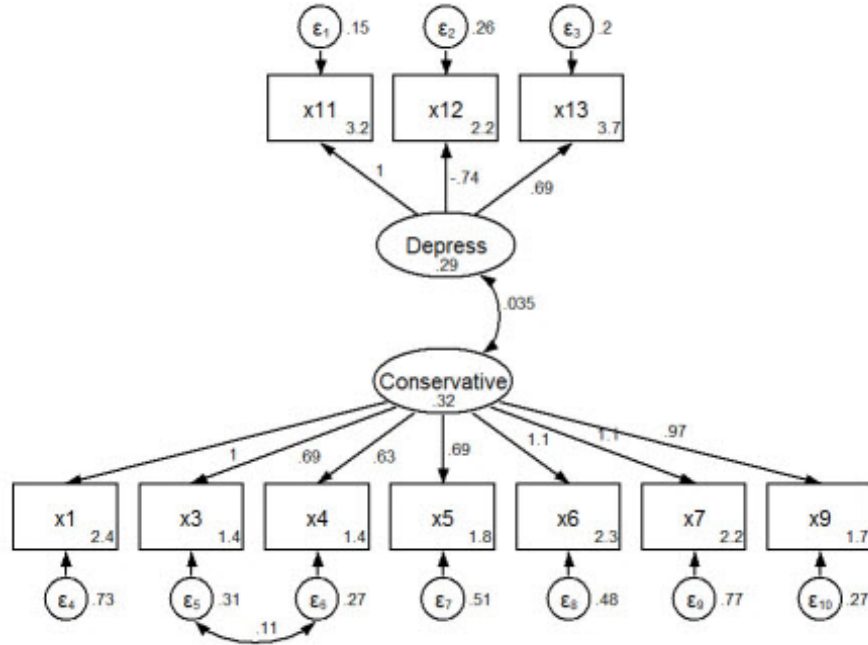 ε₁ .15 ε₂ .26 ε₃ .2
x11 x12 x13
3.2 2.2 3.7
1 -.74 .69
Depress
.29
.035
Conservative
.32
1 .69 .63 .69 1.1 1.1 .97
x1 x3 x4 x5 x6 x7 x9
2.4 1.4 1.4 1.8 2.3 2.2 1.7
ε₄ .73 ε₅ .31 ε₆ .27 ε₇ .51 ε₈ .48 ε₉ .77 ε₁₀ .27
.11